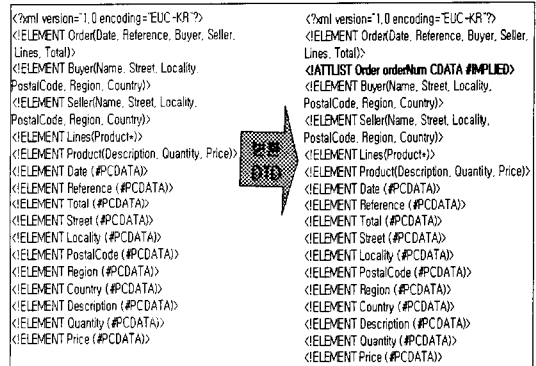 <?xml version="1.0 encoding="EUC-KR"?>
<!ELEMENT Order(Date, Reference, Buyer, Seller,
Lines, Total)>
<!ELEMENT Buyer(Name, Street, Locality,
PostalCode, Region, Country)>
<!ELEMENT Seller(Name, Street, Locality,
PostalCode, Region, Country)>
<!ELEMENT Lines(Product+)>
<!ELEMENT Product(Description, Quantity, Price)>
<!ELEMENT Date (#PCDATA)>
<!ELEMENT Reference (#PCDATA)>
<!ELEMENT Total (#PCDATA)>
<!ELEMENT Street (#PCDATA)>
<!ELEMENT Locality (#PCDATA)>
<!ELEMENT PostalCode (#PCDATA)>
<!ELEMENT Region (#PCDATA)>
<!ELEMENT Country (#PCDATA)>
<!ELEMENT Description (#PCDATA)>
<!ELEMENT Quantity (#PCDATA)>
<!ELEMENT Price (#PCDATA)>
DTD
<?xml version="1.0 encoding="EUC-KR"?>
<!ELEMENT Order(Date, Reference, Buyer, Seller,
Lines, Total)>
<!ATTLIST Order orderNum CDATA #IMPLIED>
<!ELEMENT Buyer(Name, Street, Locality,
PostalCode, Region, Country)>
<!ELEMENT Seller(Name, Street, Locality,
PostalCode, Region, Country)>
<!ELEMENT Lines(Product+)>
<!ELEMENT Product(Description, Quantity, Price)>
<!ELEMENT Date (#PCDATA)>
<!ELEMENT Reference (#PCDATA)>
<!ELEMENT Total (#PCDATA)>
<!ELEMENT Street (#PCDATA)>
<!ELEMENT Locality (#PCDATA)>
<!ELEMENT PostalCode (#PCDATA)>
<!ELEMENT Region (#PCDATA)>
<!ELEMENT Country (#PCDATA)>
<!ELEMENT Description (#PCDATA)>
<!ELEMENT Quantity (#PCDATA)>
<!ELEMENT Price (#PCDATA)>